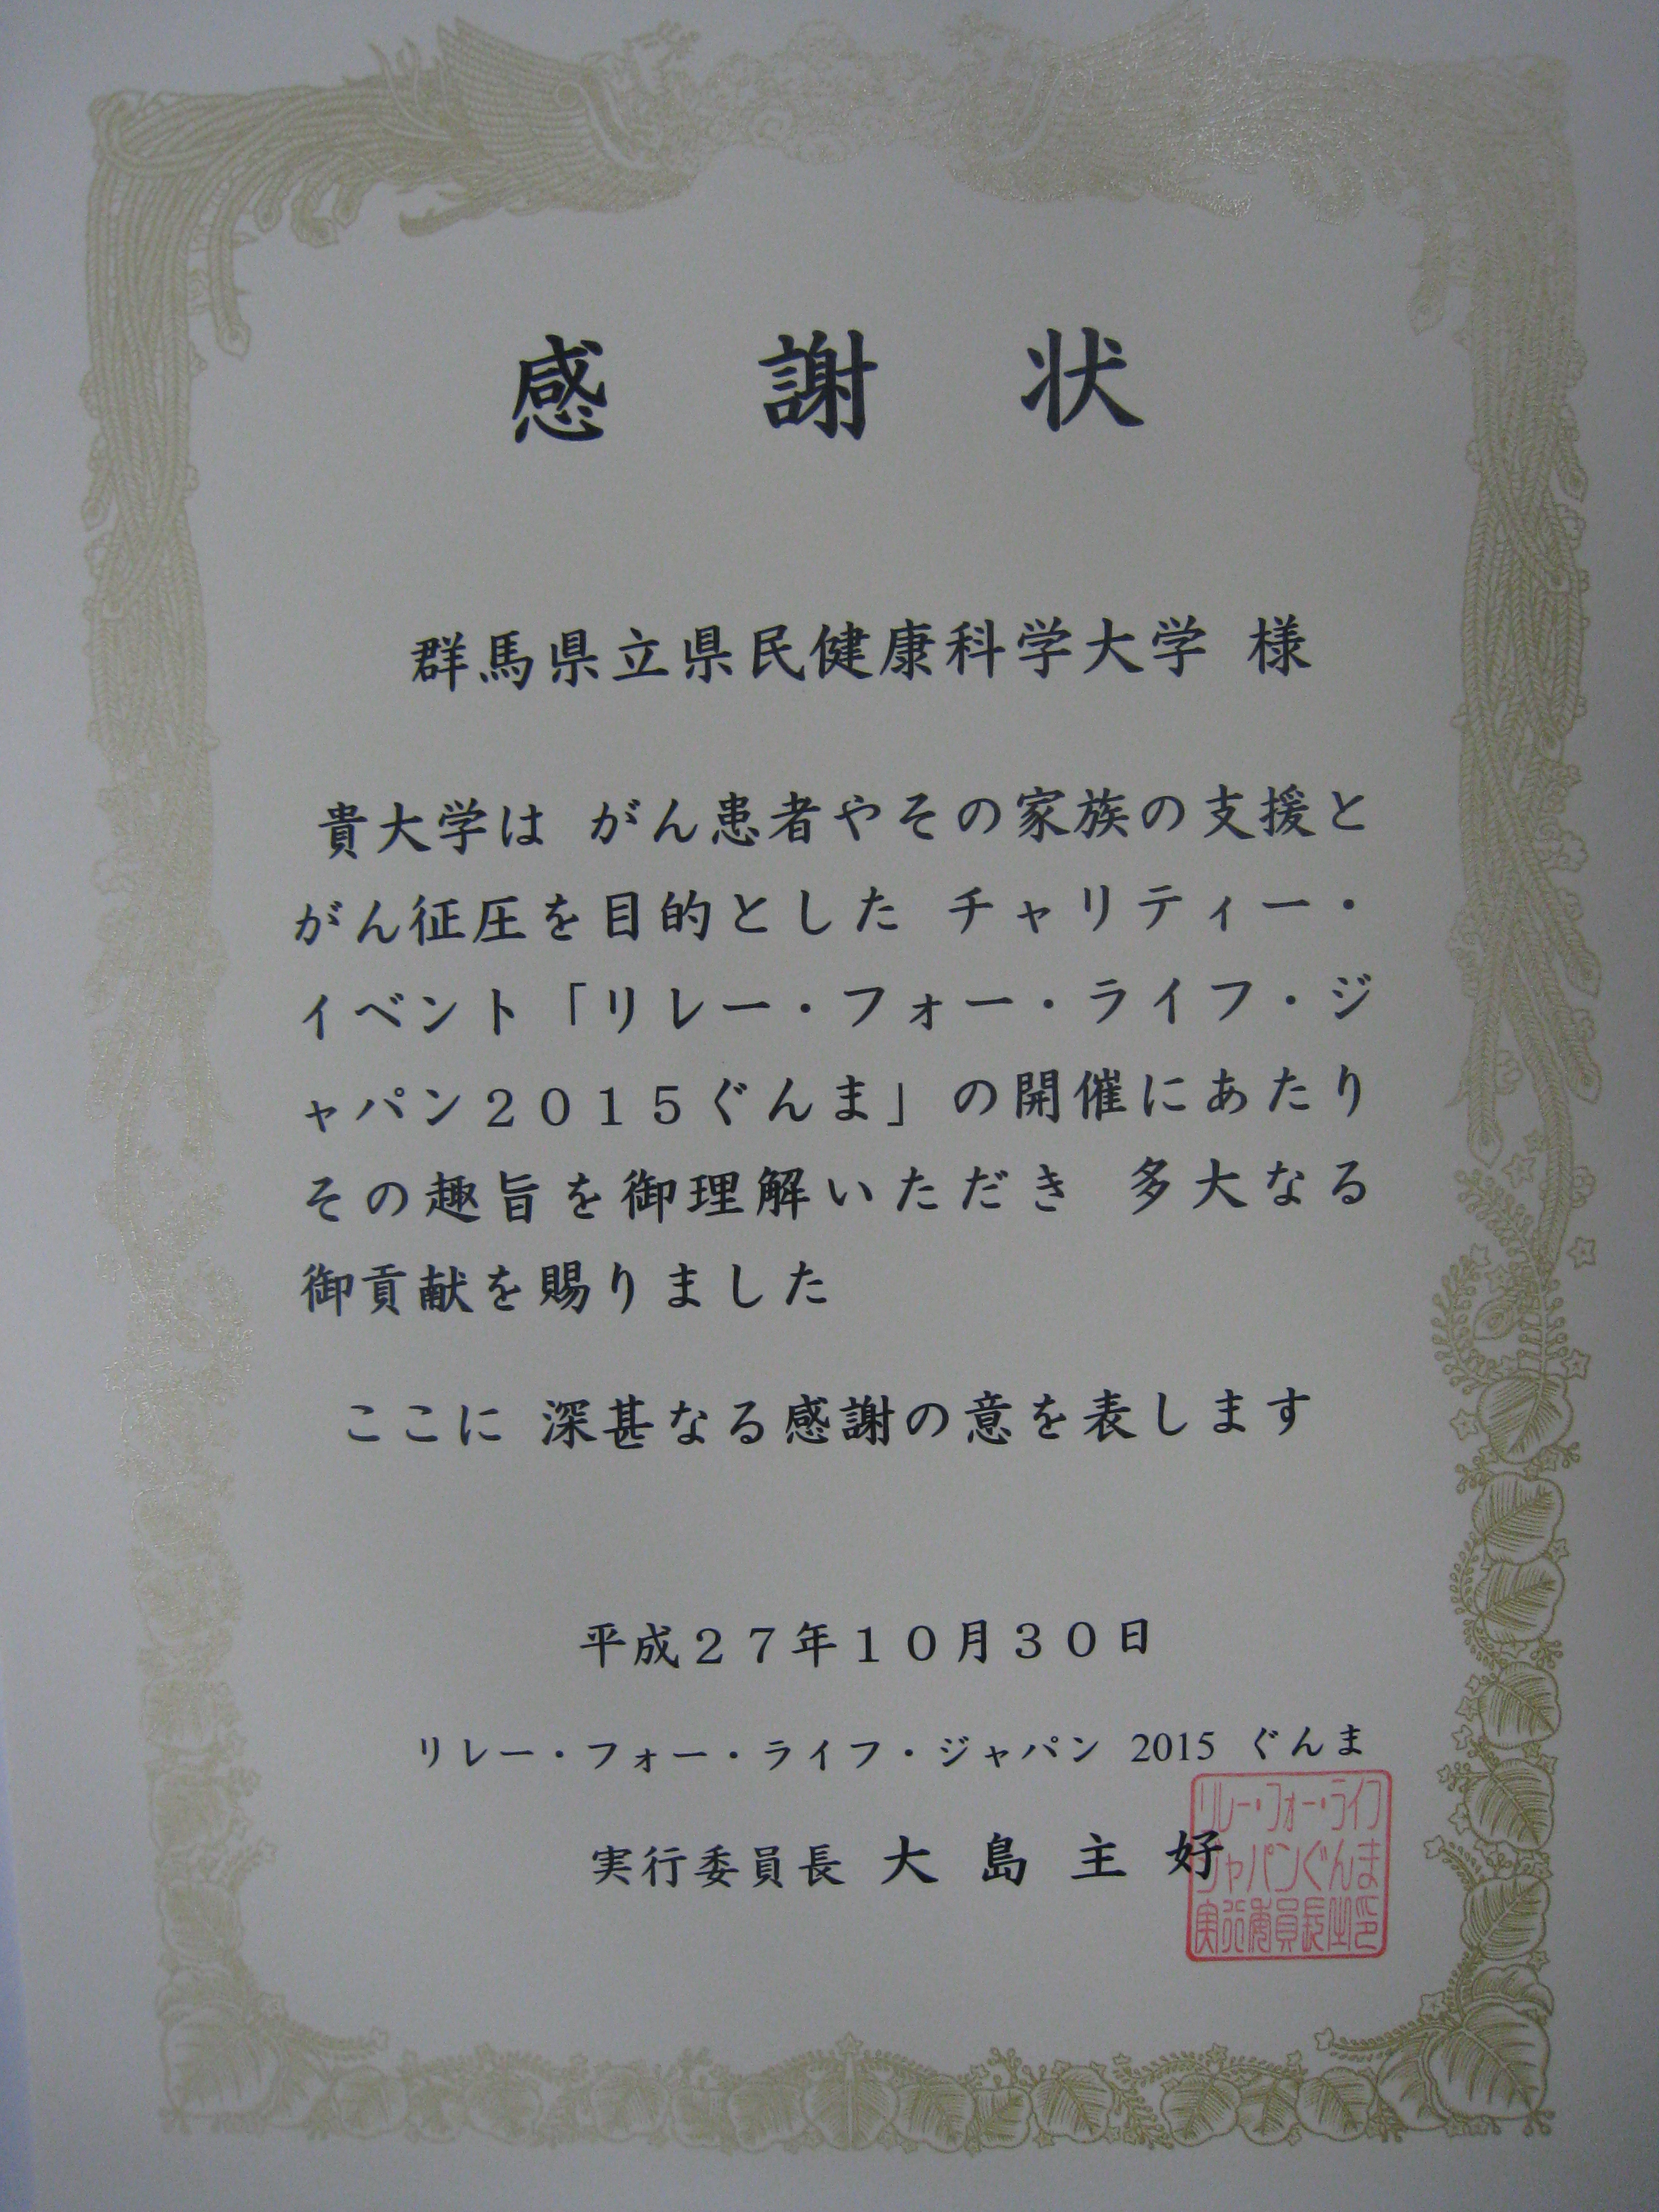 感謝状
群馬県立県民健康科学大学 様
貴大学は がん患者やその家族の支援と
がん征圧を目的とした チャリティー・
イベント「リレー・フォー・ライフ・ジ
ャパン２０１５ぐんま」の開催にあたり
その趣旨を御理解いただき 多大なる
御貢献を賜りました
ここに 深甚なる感謝の意を表します
平成２７年１０月３０日
リレー・フォー・ライフ・ジャパン 2015 ぐんま
実行委員長 大島主好
リレー・フォー・ライフ
ジャパンぐんま
実行委員長之印